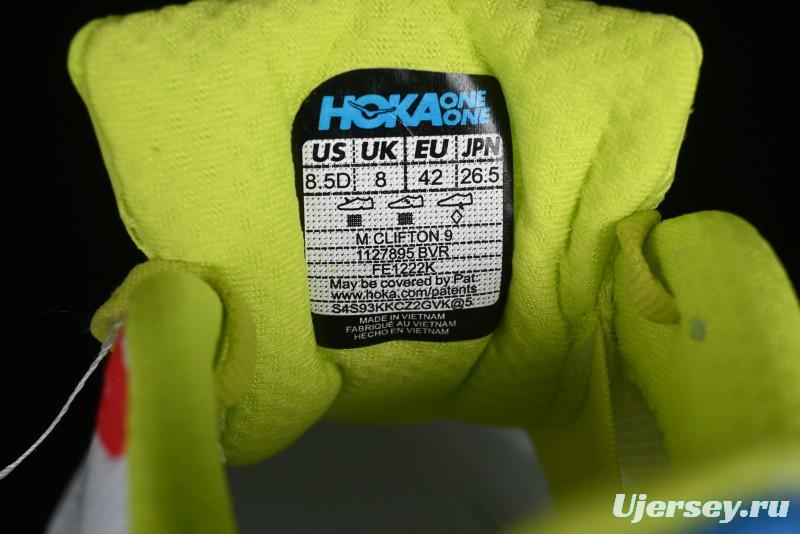 HOKA ONE ONE
US UK EU JPN
8.5D 8 42 26.5
M CLIFTON 9
1127895 BVR
FE1222K
May be covered by Pat.
www.hoka.com/patents
S4S93KKCZ2GVK@5
MADE IN VIETNAM
FABRIQUÉ AU VIETNAM
HECHO EN VIETNAM
Ujersey.ru